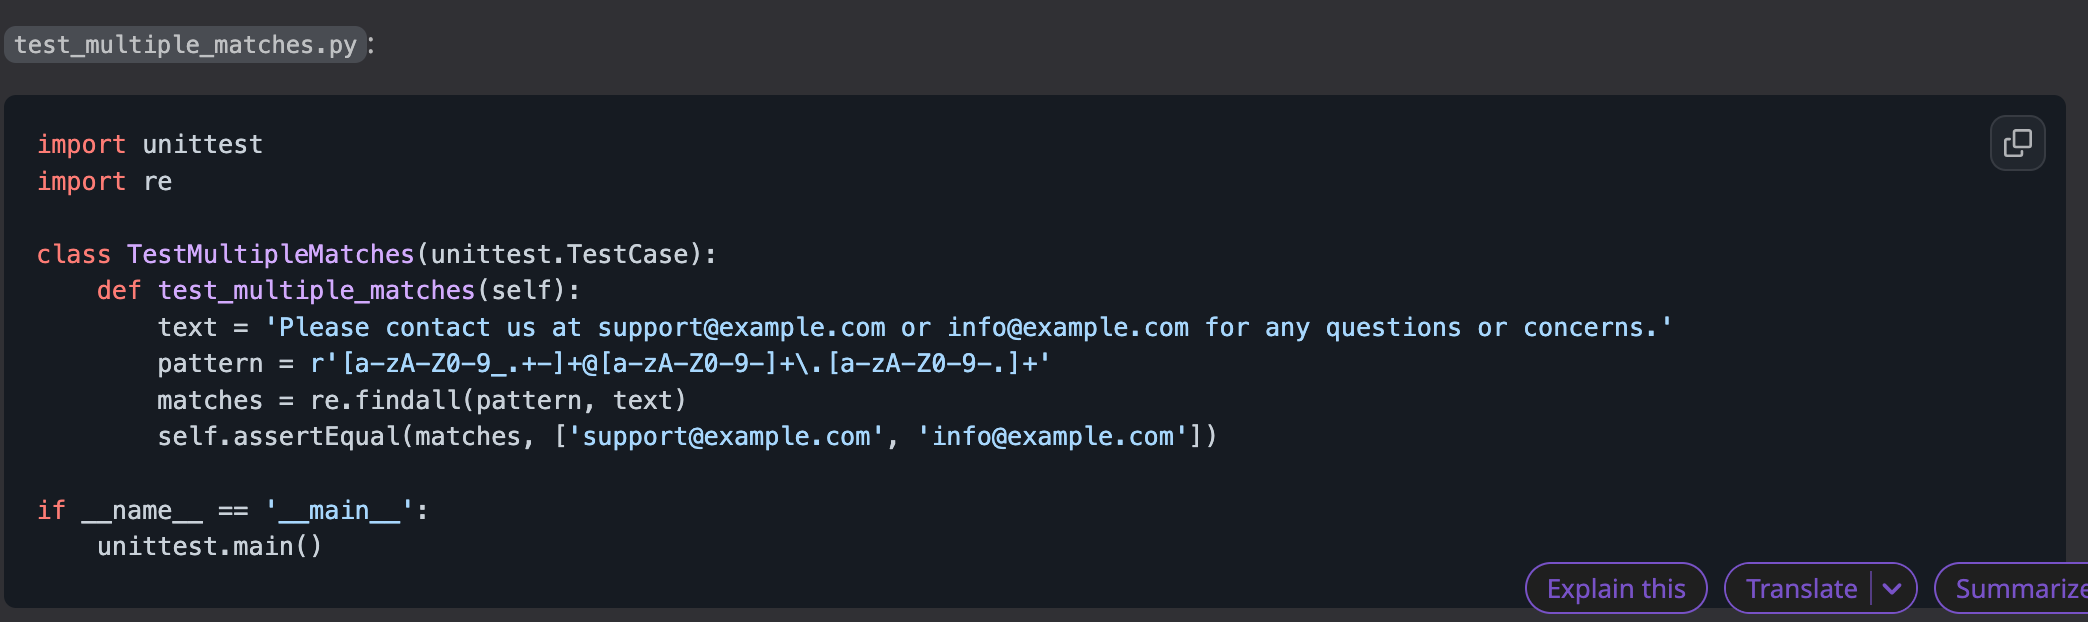 test_multiple_matches.py:
import unittest
import re
class TestMultipleMatches(unittest.TestCase):
    def test_multiple_matches(self):
        text = 'Please contact us at support@example.com or info@example.com for any questions or concerns.'
        pattern = r'[a-zA-Z0-9_.+-]+@[a-zA-Z0-9-]+\.[a-zA-Z0-9-.]+'
        matches = re.findall(pattern, text)
        self.assertEqual(matches, ['support@example.com', 'info@example.com'])
if __name__ == '__main__':
    unittest.main()
Explain this Translate Summarize